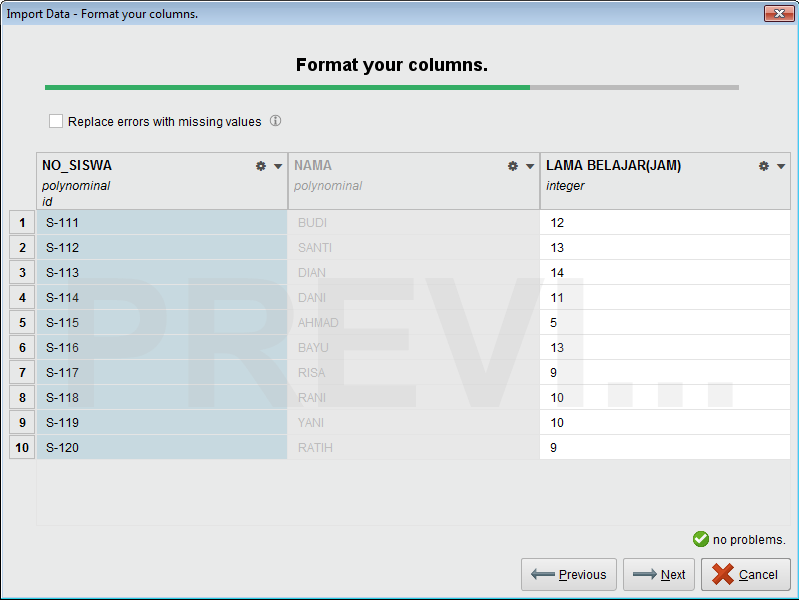 Import Data - Format your columns.
Format your columns.
Replace errors with missing values
NO_SISWA NAMA LAMA BELAJAR(JAM)
polynominal polynominal integer
id
1 S-111 BUDI 12
2 S-112 SANTI 13
3 S-113 DIAN 14
4 S-114 DANI 11
5 S-115 AHMAD 5
6 S-116 BAYU 13
7 S-117 RISA 9
8 S-118 RANI 10
9 S-119 YANI 10
10 S-120 RATIH 9
PREVI...
no problems.
Previous Next Cancel